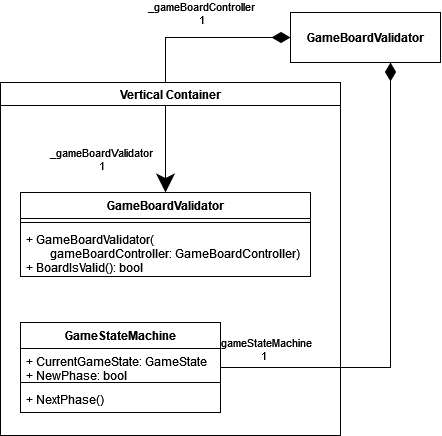 _gameBoardController
1
GameBoardValidator
Vertical Container
_gameBoardValidator
1
GameBoardValidator
+ GameBoardValidator(
gameBoardController: GameBoardController)
+ BoardIsValid(): bool
GameStateMachine
+ CurrentGameState: GameState
+ NewPhase: bool
+ NextPhase()
gameStateMachine
1